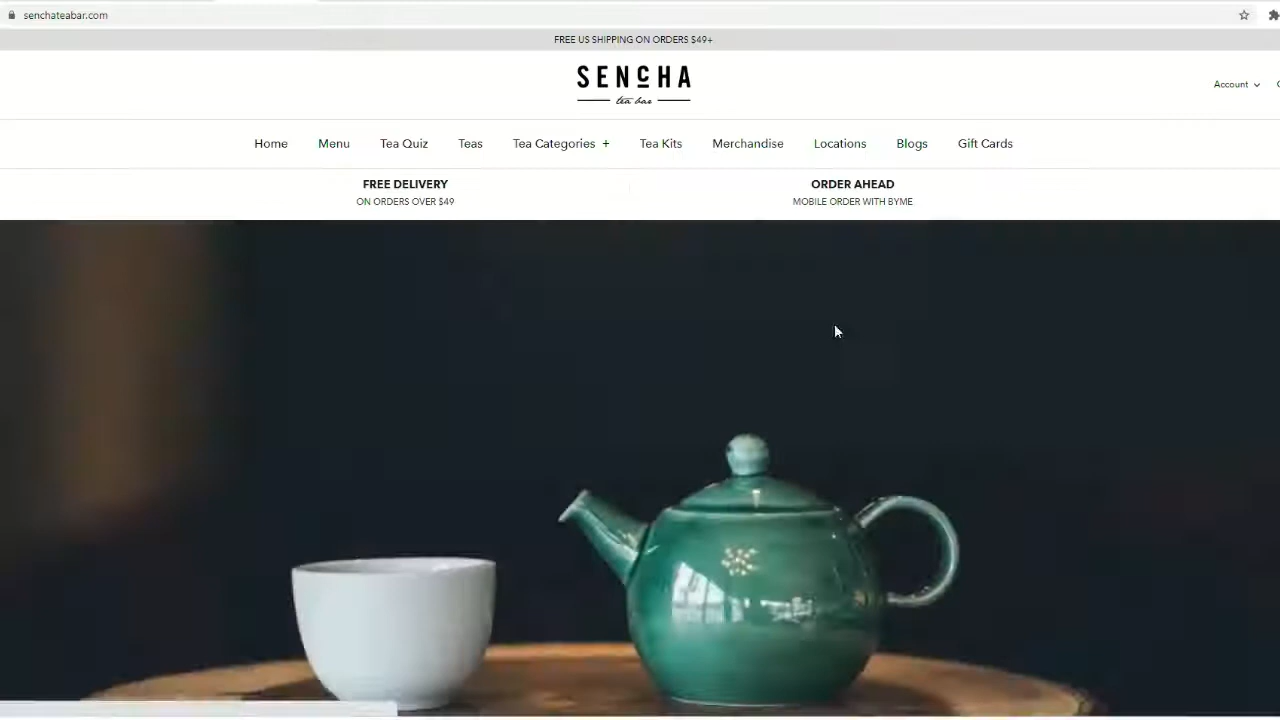 senchateabar.com
FREE US SHIPPING ON ORDERS $49+
SENCHA
tea bar
Account
Home Menu Tea Quiz Teas Tea Categories + Tea Kits Merchandise Locations Blogs Gift Cards
FREE DELIVERY
ON ORDERS OVER $49
ORDER AHEAD
MOBILE ORDER WITH BYME